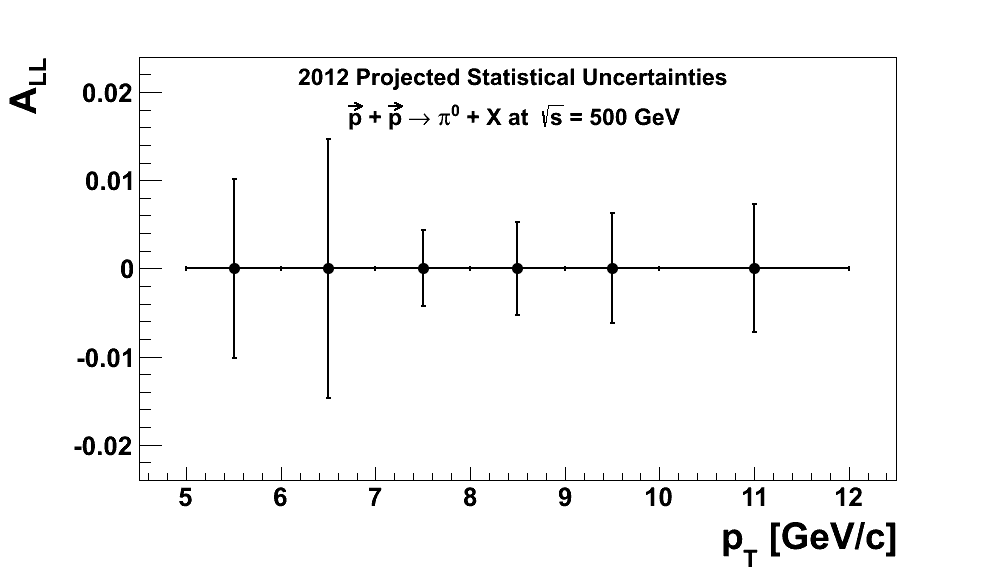 2012 Projected Statistical Uncertainties
p⃗ + p⃗ → π⁰ + X at √s = 500 GeV
A_LL
0.02
0.01
0
-0.01
-0.02
5 6 7 8 9 10 11 12
p_T [GeV/c]